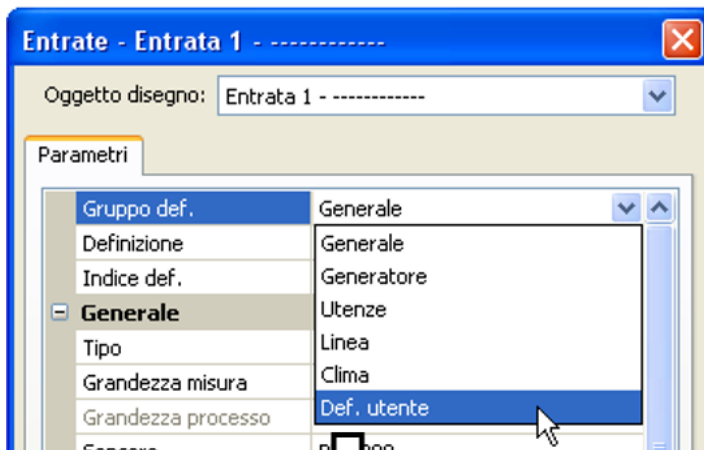 Entrate - Entrata 1 - ------------
Oggetto disegno: Entrata 1 - ------------
Parametri
Gruppo def. Generale
Definizione Generale
Indice def. Generatore
Generale Utenze
Tipo Linea
Grandezza misura Clima
Grandezza processo Def. utente